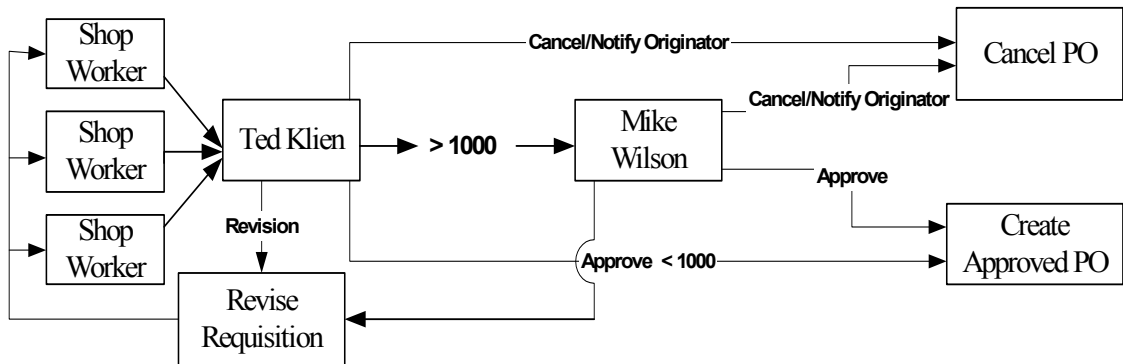 Shop
Worker
Cancel/Notify Originator
Cancel PO
Shop
Worker
Ted Klien
> 1000
Mike
Wilson
Cancel/Notify Originator
Approve
Shop
Worker
Revision
Approve < 1000
Create
Approved PO
Revise
Requisition